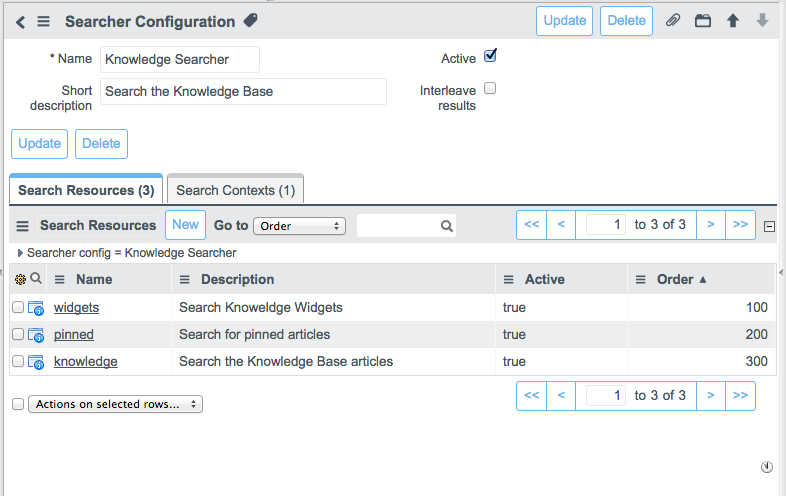 Searcher Configuration
Update Delete
* Name Knowledge Searcher Active
Short description Search the Knowledge Base Interleave results
Update Delete
Search Resources (3) Search Contexts (1)
Search Resources New Go to Order << < 1 to 3 of 3 > >>
Searcher config = Knowledge Searcher
Name Description Active Order ▲
widgets Search Knoweldge Widgets true 100
pinned Search for pinned articles true 200
knowledge Search the Knowledge Base articles true 300
Actions on selected rows... << < 1 to 3 of 3 > >>